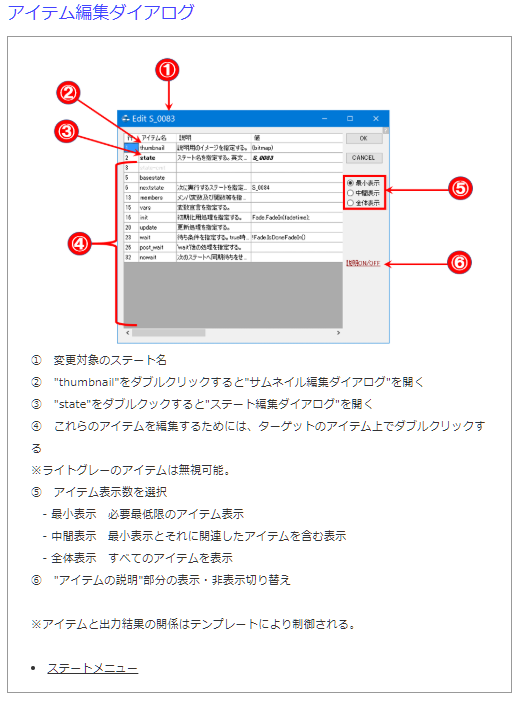 アイテム編集ダイアログ
①
②
③
④
⑤
⑥
Edit S_0083
行 アイテム名 説明 値
thumbnail 説明用のイメージを指定する。 (bitmap)
2 state ステート名を指定する。英文... S_0083
3
5 basestate
6 nextstate 次に実行するステートを指定... S_0084
13 members メンバ変数及び関数等を指...
15 vars 変数宣言を指定する。
16 init 初期化用処理を指定する。 Fade.FadeIn(fadetime);
20 update 更新処理を指定する。
23 wait 待ち条件を指定する。true時... !Fade.IsDoneFadeIn()
26 post_wait 'wait'後の処理を指定する。
32 nowait 次のステートへ同期待ちをせ...
OK
CANCEL
最小表示
中間表示
全体表示
説明ON/OFF
① 変更対象のステート名
② "thumbnail"をダブルクリックすると"サムネイル編集ダイアログ"を開く
③ "state"をダブルクックすると"ステート編集ダイアログ"を開く
④ これらのアイテムを編集するためには、ターゲットのアイテム上でダブルクリックす
る
※ライトグレーのアイテムは無視可能。
⑤ アイテム表示数を選択
- 最小表示 必要最低限のアイテム表示
- 中間表示 最小表示とそれに関連したアイテムを含む表示
- 全体表示 すべてのアイテムを表示
⑥ "アイテムの説明"部分の表示・非表示切り替え
※アイテムと出力結果の関係はテンプレートにより制御される。
• ステートメニュー